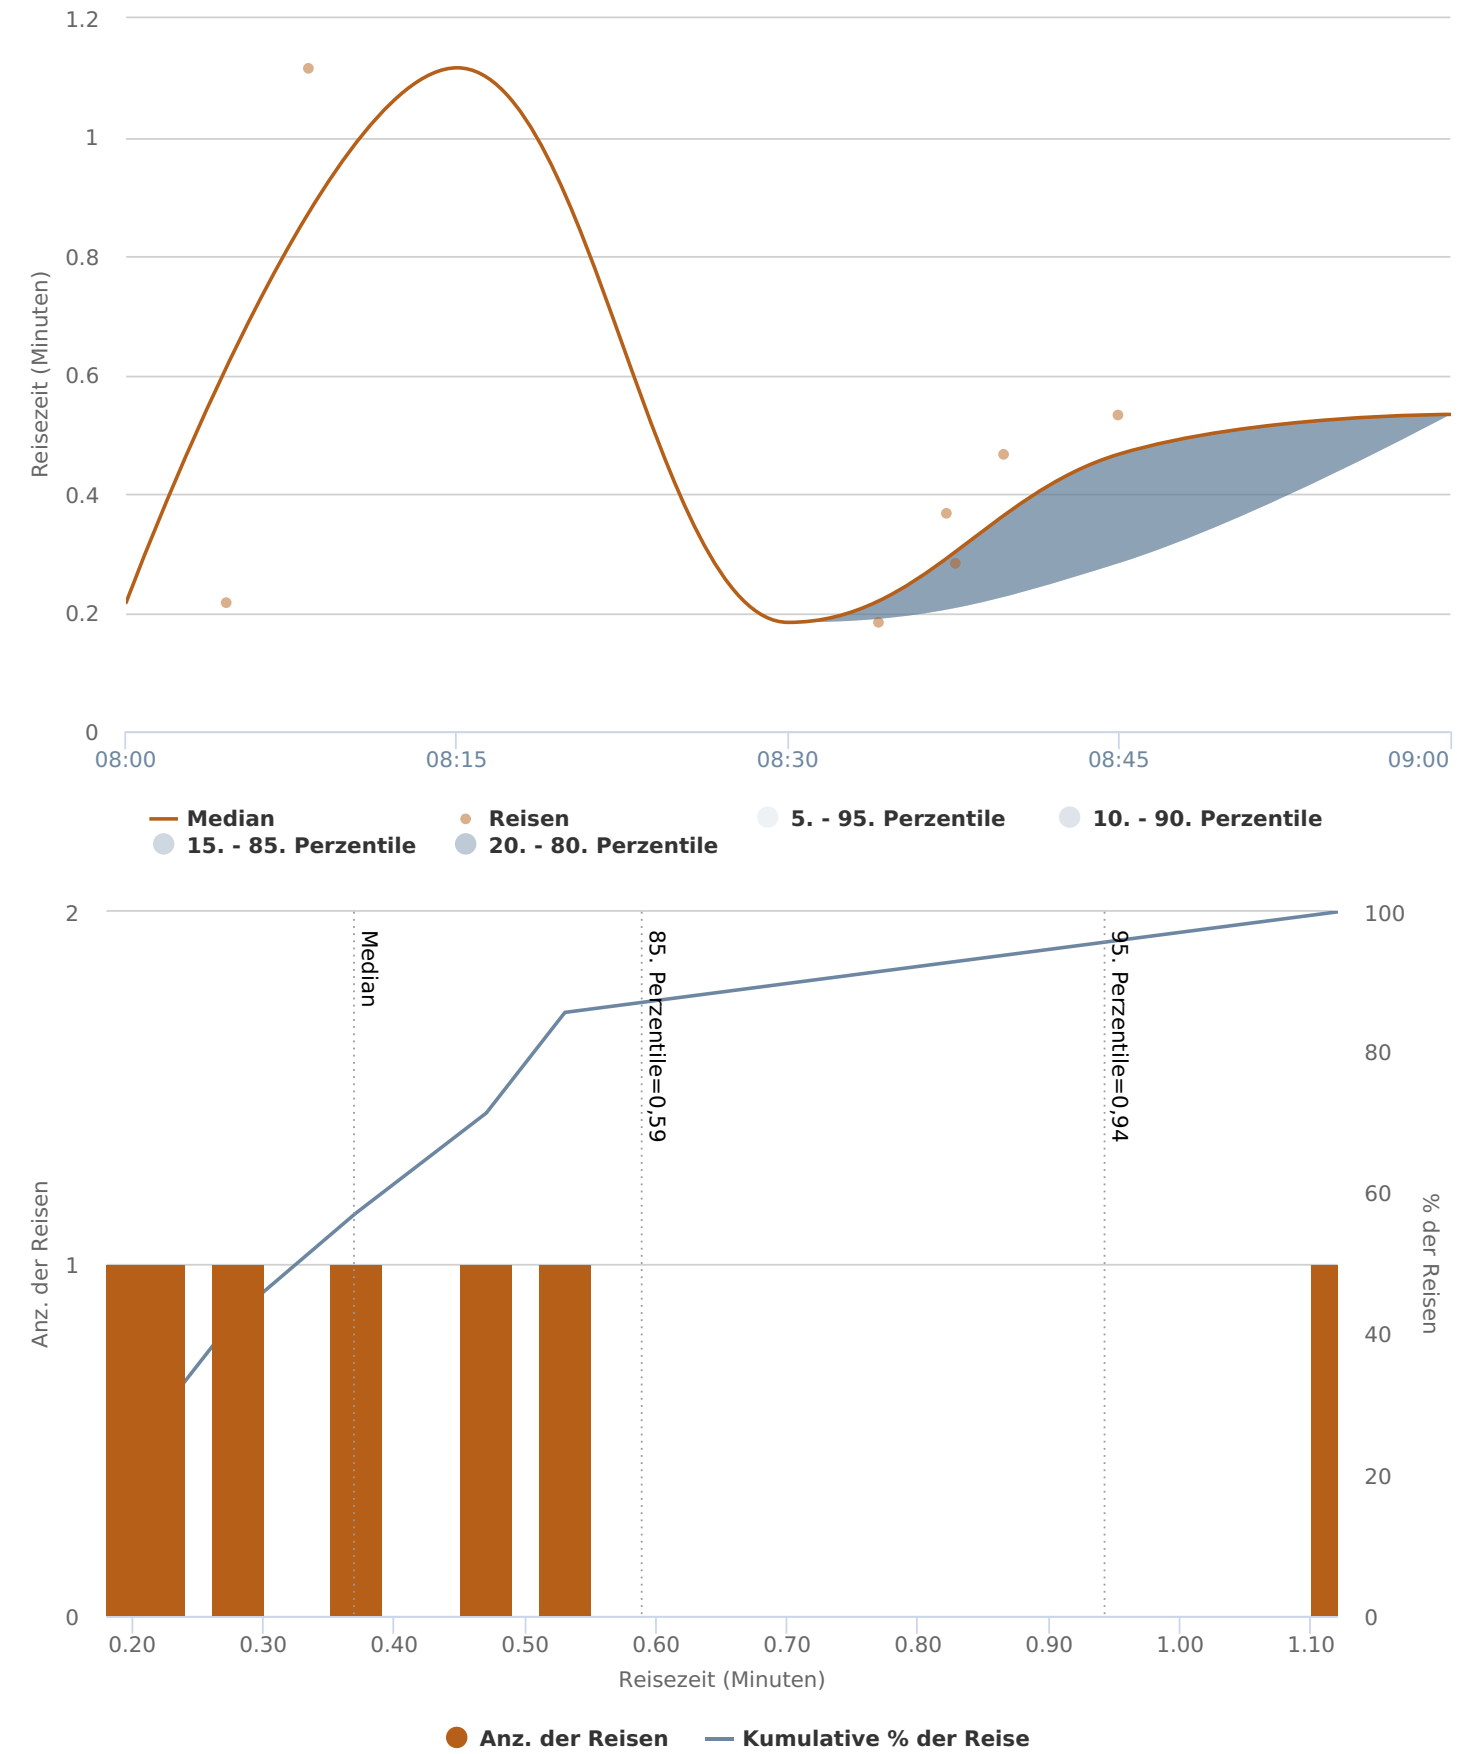 1.2
1
0.8
0.6
0.4
0.2
0
Reisezeit (Minuten)
08:00 08:15 08:30 08:45 09:00
Median Reisen 5. - 95. Perzentile 10. - 90. Perzentile
15. - 85. Perzentile 20. - 80. Perzentile
2
1
0
Anz. der Reisen
Median
85. Perzentile=0,59
95. Perzentile=0,94
100
80
60
40
20
0
% der Reisen
0.20 0.30 0.40 0.50 0.60 0.70 0.80 0.90 1.00 1.10
Reisezeit (Minuten)
Anz. der Reisen Kumulative % der Reise